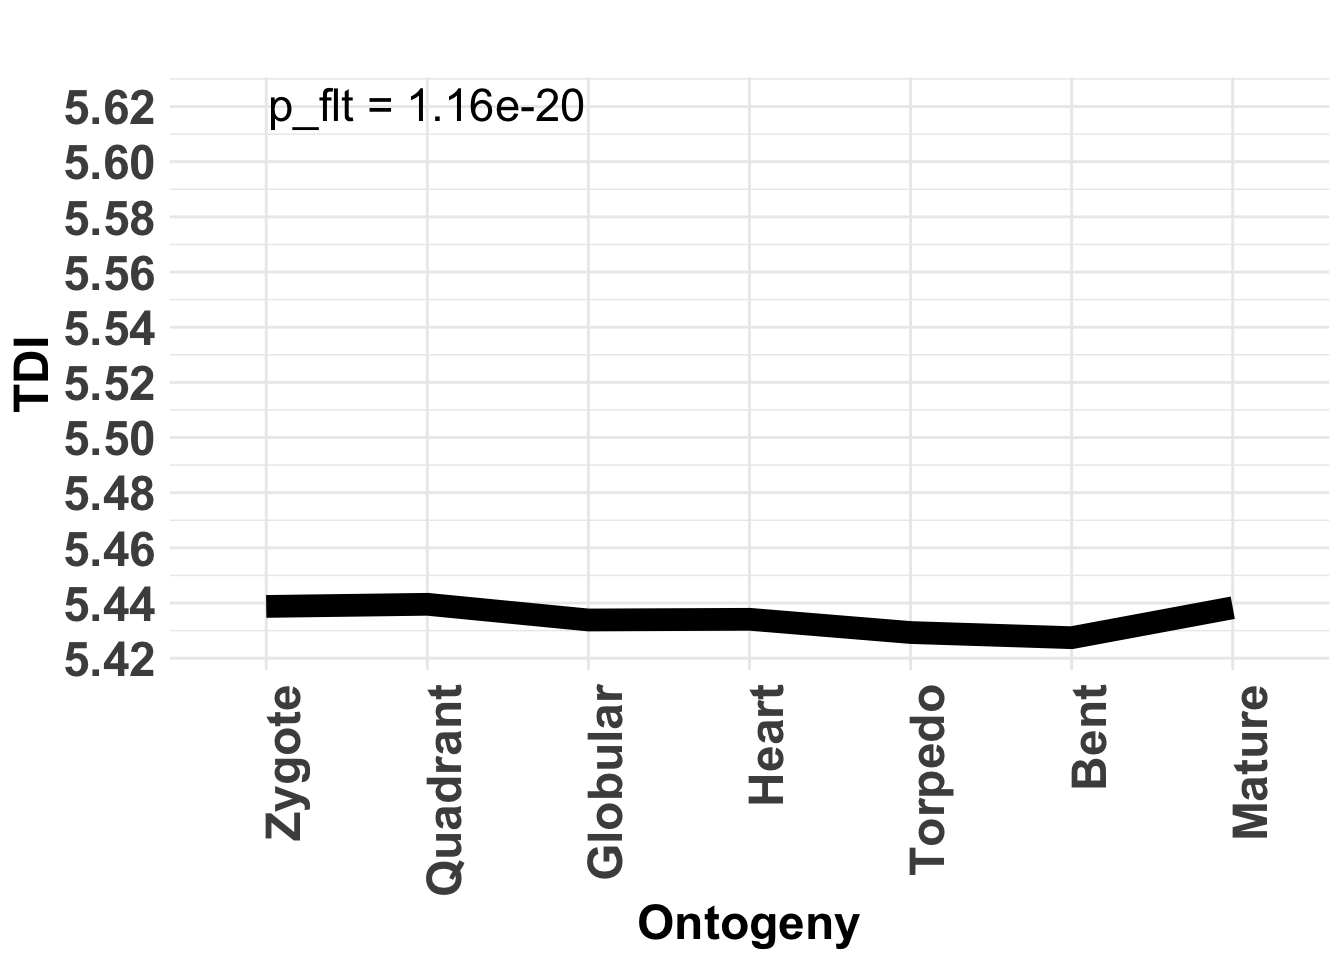 p_flt = 1.16e-20
5.62
5.60
5.58
5.56
5.54
5.52
5.50
5.48
5.46
5.44
5.42
TDI
Zygote
Quadrant
Globular
Heart
Torpedo
Bent
Mature
Ontogeny